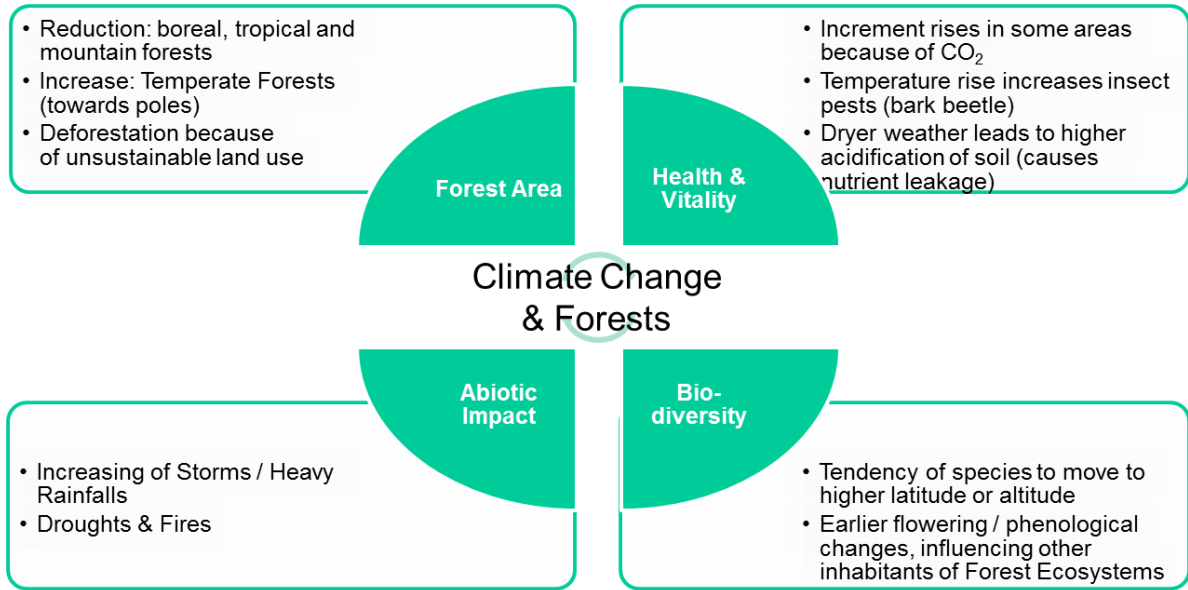 • Reduction: boreal, tropical and
mountain forests
• Increase: Temperate Forests
(towards poles)
• Deforestation because
of unsustainable land use
Forest Area
• Increment rises in some areas
because of CO₂
• Temperature rise increases insect
pests (bark beetle)
• Dryer weather leads to higher
acidification of soil (causes
nutrient leakage)
Health &
Vitality
Climate Change
& Forests
Abiotic
Impact
• Increasing of Storms / Heavy
Rainfalls
• Droughts & Fires
Bio-
diversity
• Tendency of species to move to
higher latitude or altitude
• Earlier flowering / phenological
changes, influencing other
inhabitants of Forest Ecosystems